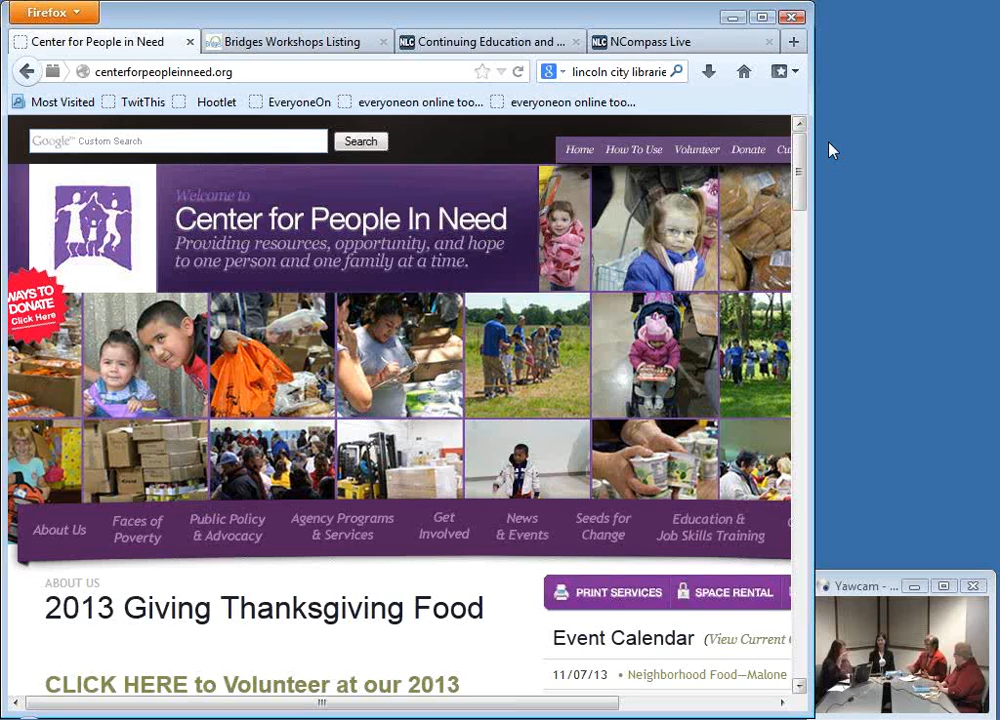 Firefox
Center for People in Need
Bridges Workshops Listing
NLC Continuing Education and ...
NLC NCompass Live
centerforpeopleinneed.org
lincoln city librarie
Most Visited
TwitThis
Hootlet
EveryoneOn
everyoneon online too...
everyoneon online too...
Google™ Custom Search
Search
Home
How To Use
Volunteer
Donate
Cu
Welcome to
Center for People In Need
Providing resources, opportunity, and hope
to one person and one family at a time.
WAYS TO
DONATE
Click Here
About Us
Faces of
Poverty
Public Policy
& Advocacy
Agency Programs
& Services
Get
Involved
News
& Events
Seeds for
Change
Education &
Job Skills Training
ABOUT US
2013 Giving Thanksgiving Food
CLICK HERE to Volunteer at our 2013
PRINT SERVICES
SPACE RENTAL
Event Calendar (View Current
11/07/13 • Neighborhood Food—Malone
Yawcam - ...